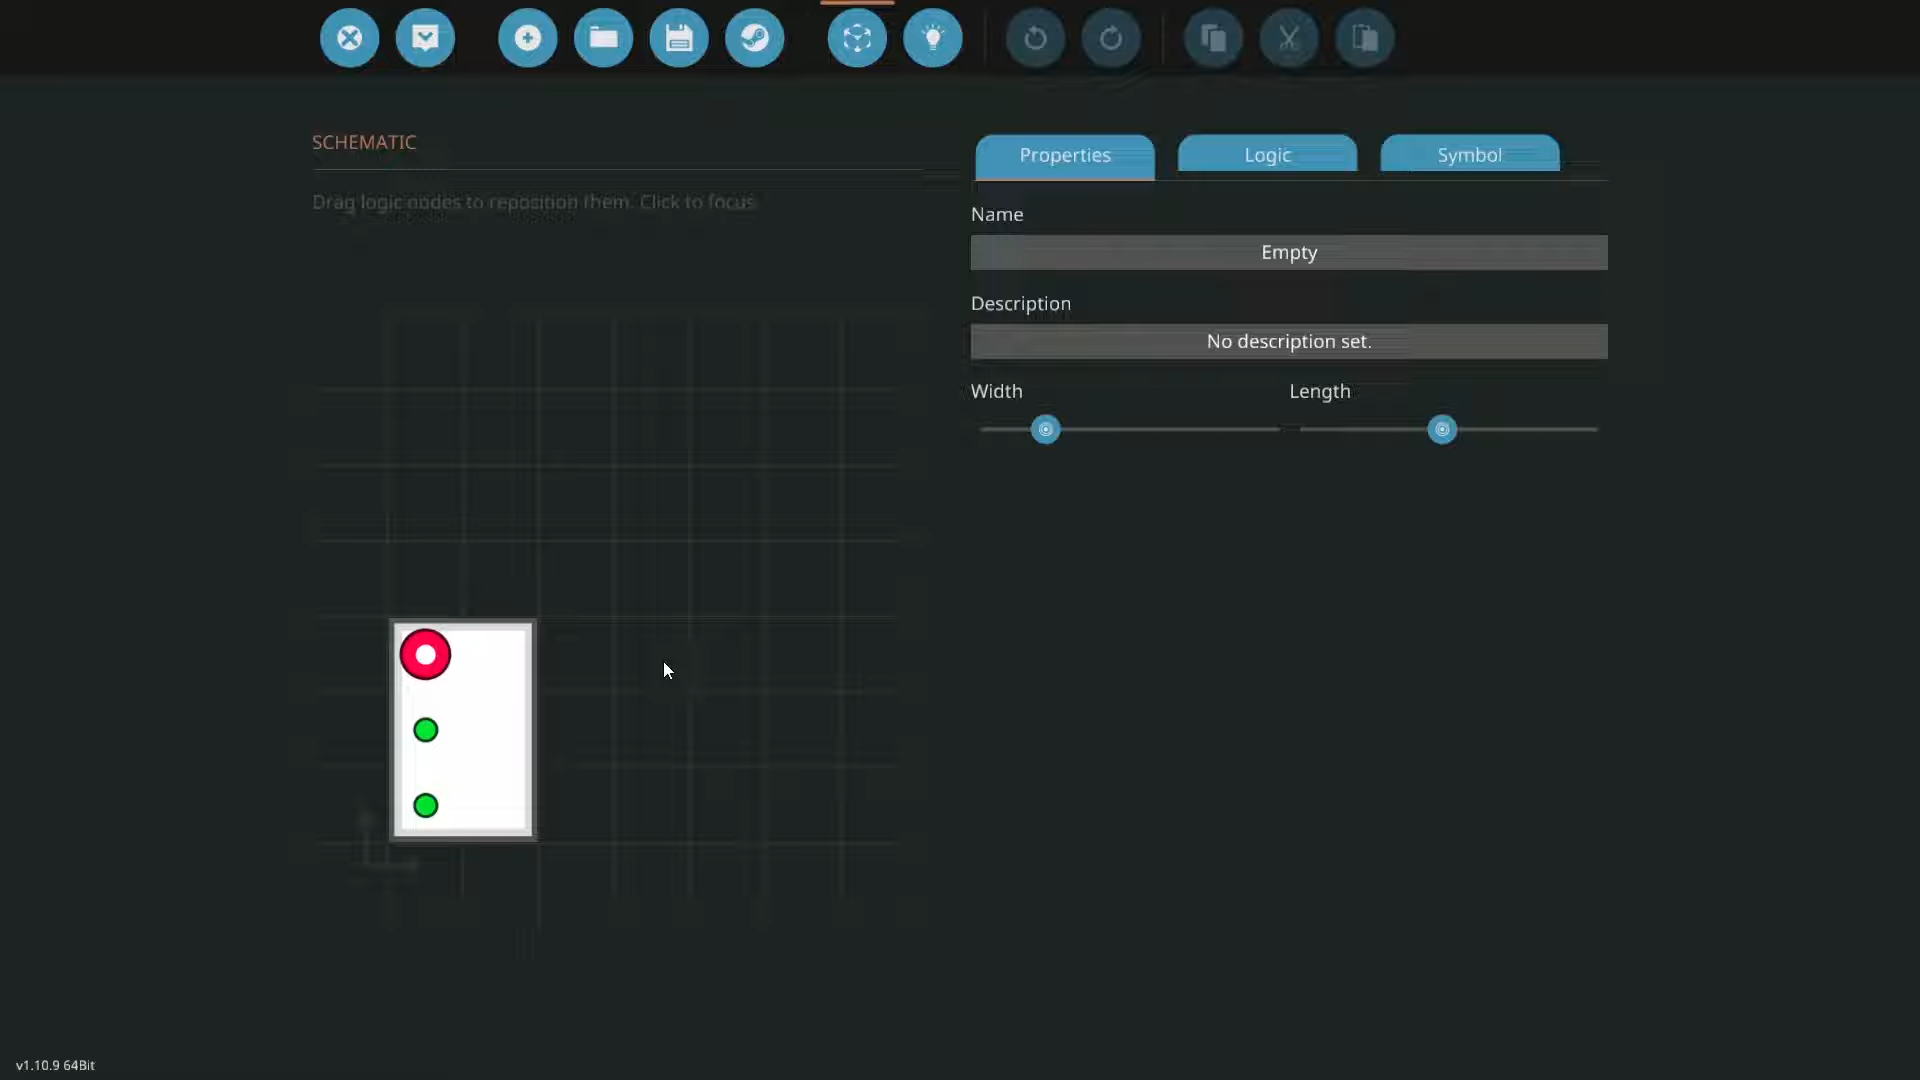 SCHEMATIC
Drag logic nodes to reposition them. Click to focus
Properties
Logic
Symbol
Name
Empty
Description
No description set.
Width
Length
v1.10.9 64Bit